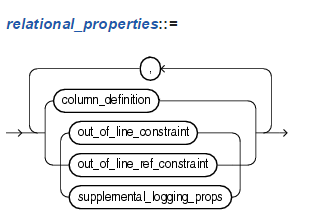 relational_properties::=
,
column_definition
out_of_line_constraint
out_of_line_ref_constraint
supplemental_logging_props